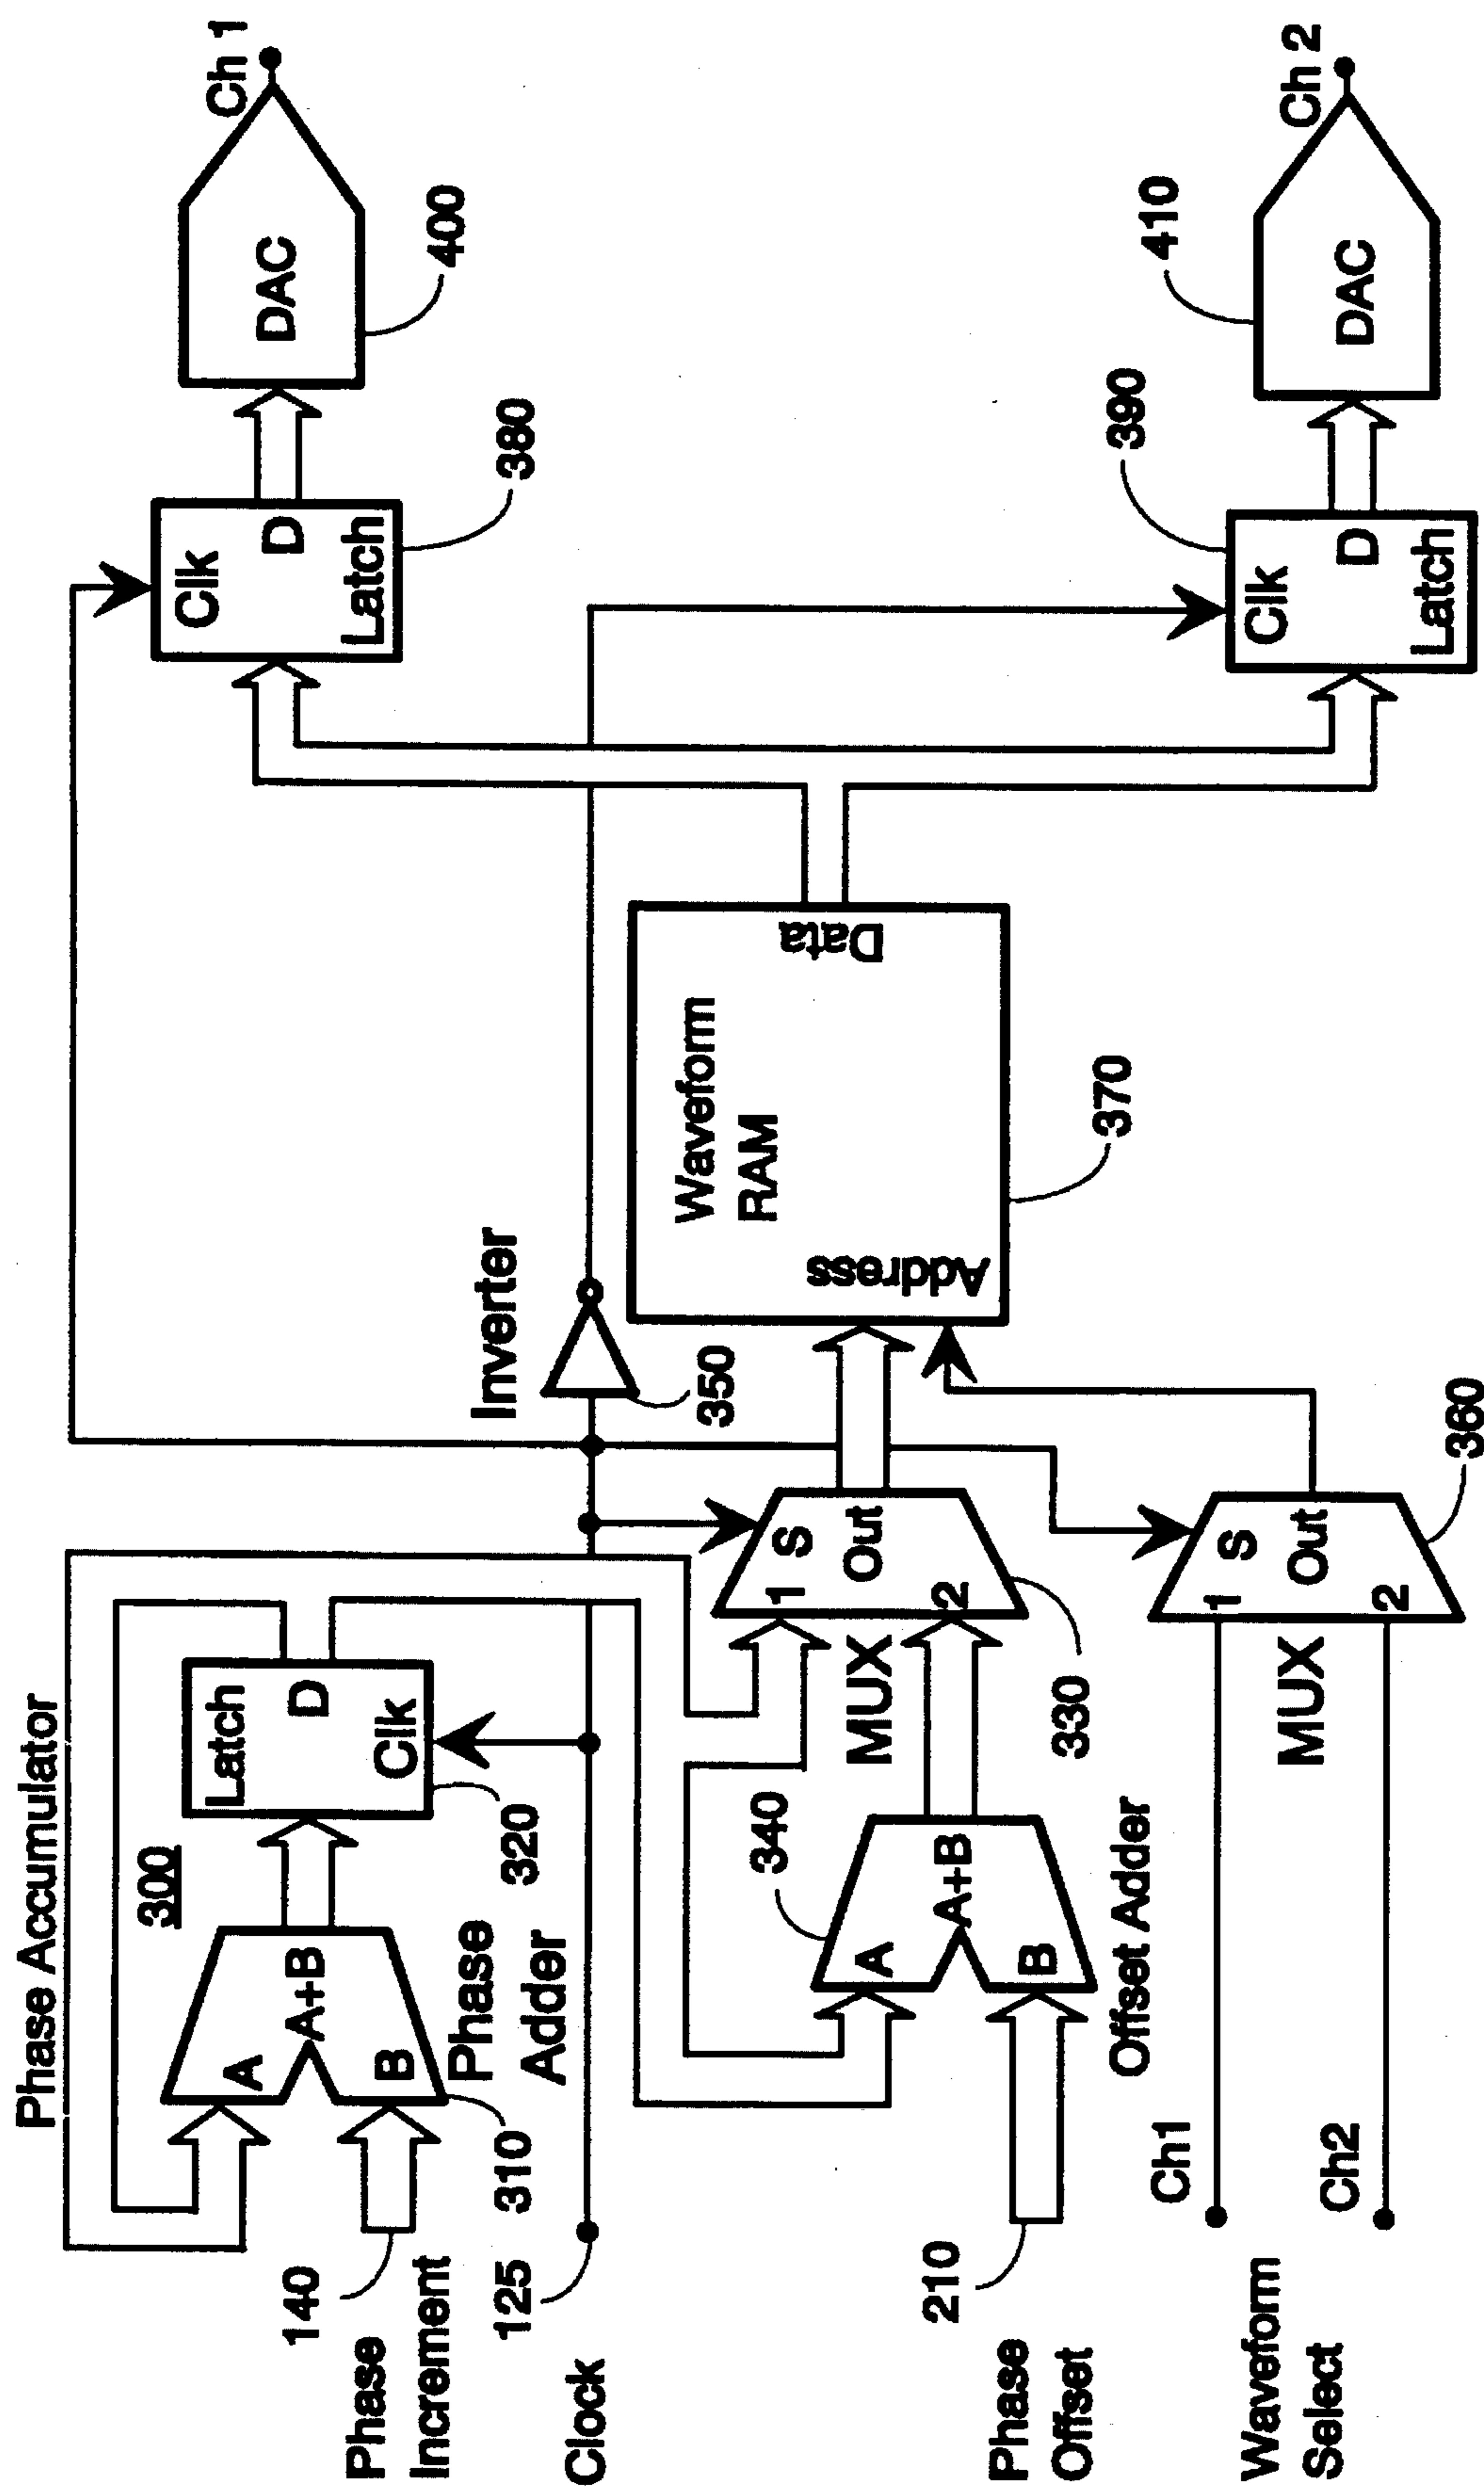 Phase Accumulator
300
A
A+B
B
Phase
Adder
310
140
Phase
Increment
Latch
D
Clk
320
125
Clock
340
A
A+B
B
Offset Adder
210
Phase
Offset
MUX
1
S
Out
2
330
Waveform
Select
Ch1
Ch2
MUX
1
S
Out
2
360
Inverter
350
Waveform
RAM
Address
Data
370
Clk
D
Latch
380
DAC
400
Ch 1
Clk
D
Latch
390
DAC
410
Ch 2